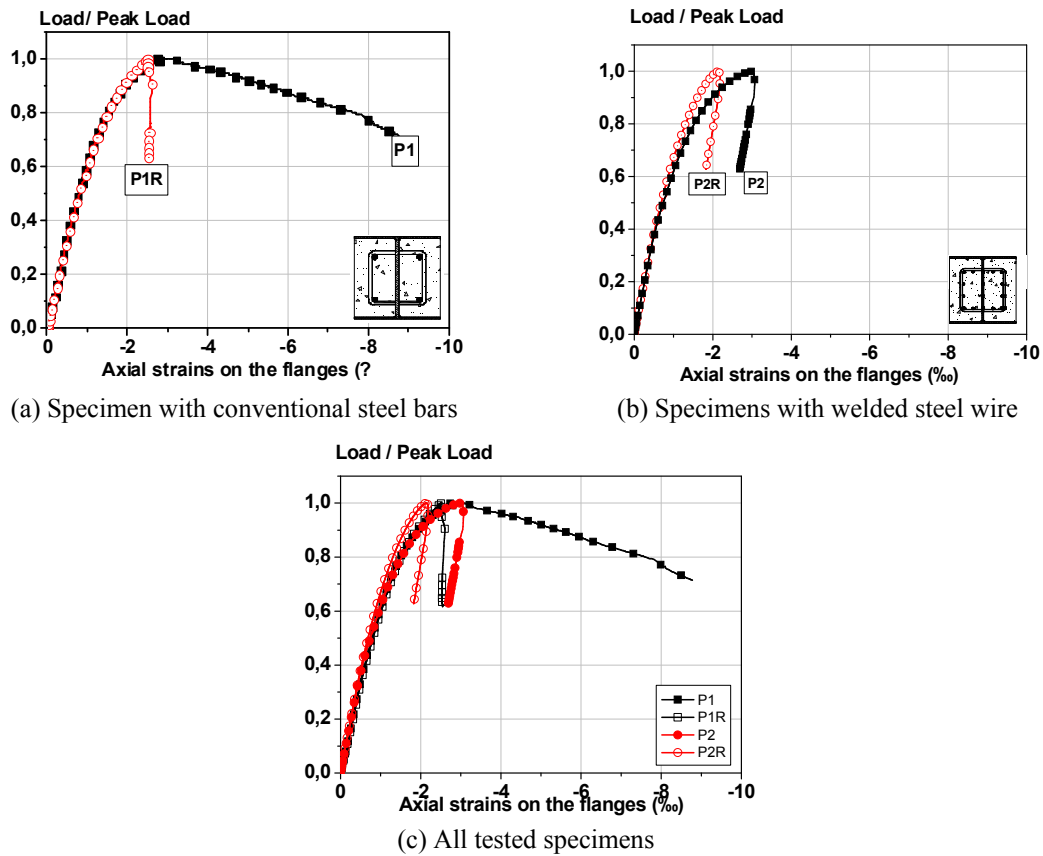 Load/ Peak Load
1,0
0,8
0,6
0,4
0,2
0,0
P1R
P1
0 -2 -4 -6 -8 -10
Axial strains on the flanges (?
(a) Specimen with conventional steel bars
Load / Peak Load
1,0
0,8
0,6
0,4
0,2
0,0
P2R P2
0 -2 -4 -6 -8 -10
Axial strains on the flanges (‰)
(b) Specimens with welded steel wire
Load / Peak Load
1,0
0,8
0,6
0,4
0,2
0,0
P1
P1R
P2
P2R
0 -2 -4 -6 -8 -10
Axial strains on the flanges (‰)
(c) All tested specimens